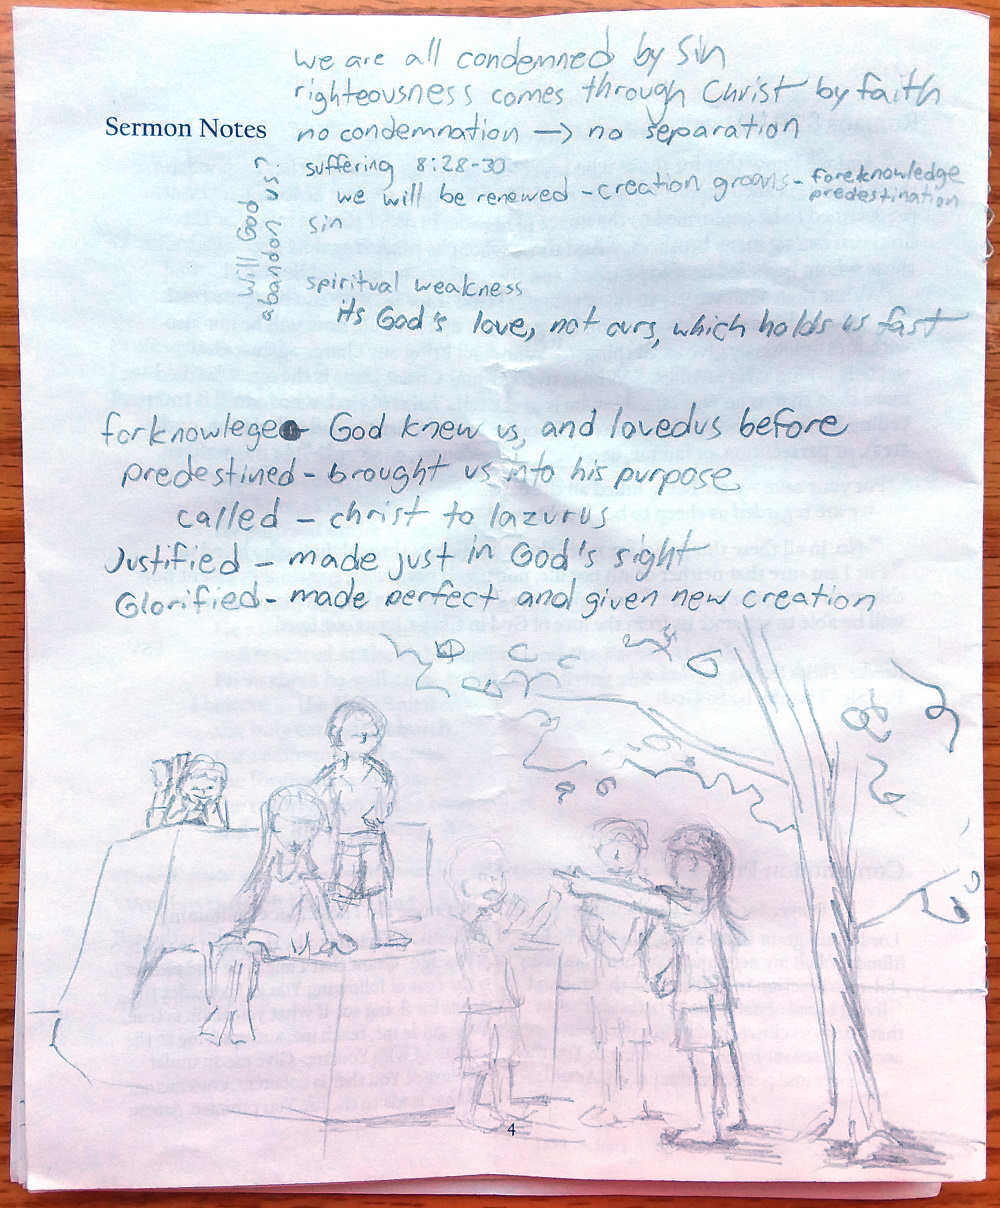 we are all condemned by sin
righteousness comes through Christ by faith
Sermon Notes
no condemnation → no separation
Will God
abandon us?
suffering 8:28-30
we will be renewed - creation groans - foreknowledge
predestination
sin
spiritual weakness
its God's love, not ours, which holds us fast
forknowlege - God knew us, and loved us before
predestined - brought us into his purpose
called - christ to lazurus
Justified - made just in God's sight
Glorified - made perfect and given new creation
4